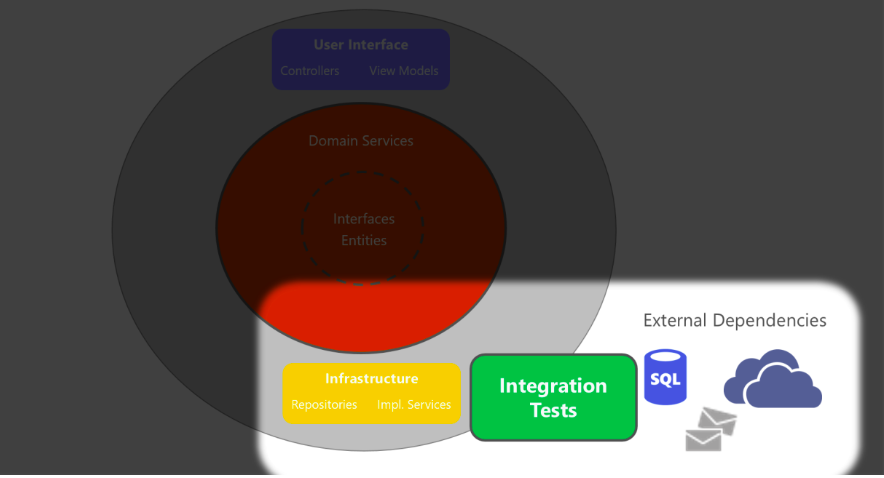 User Interface
Controllers View Models
Domain Services
Interfaces
Entities
External Dependencies
Infrastructure
Repositories Impl. Services
Integration
Tests
SQL